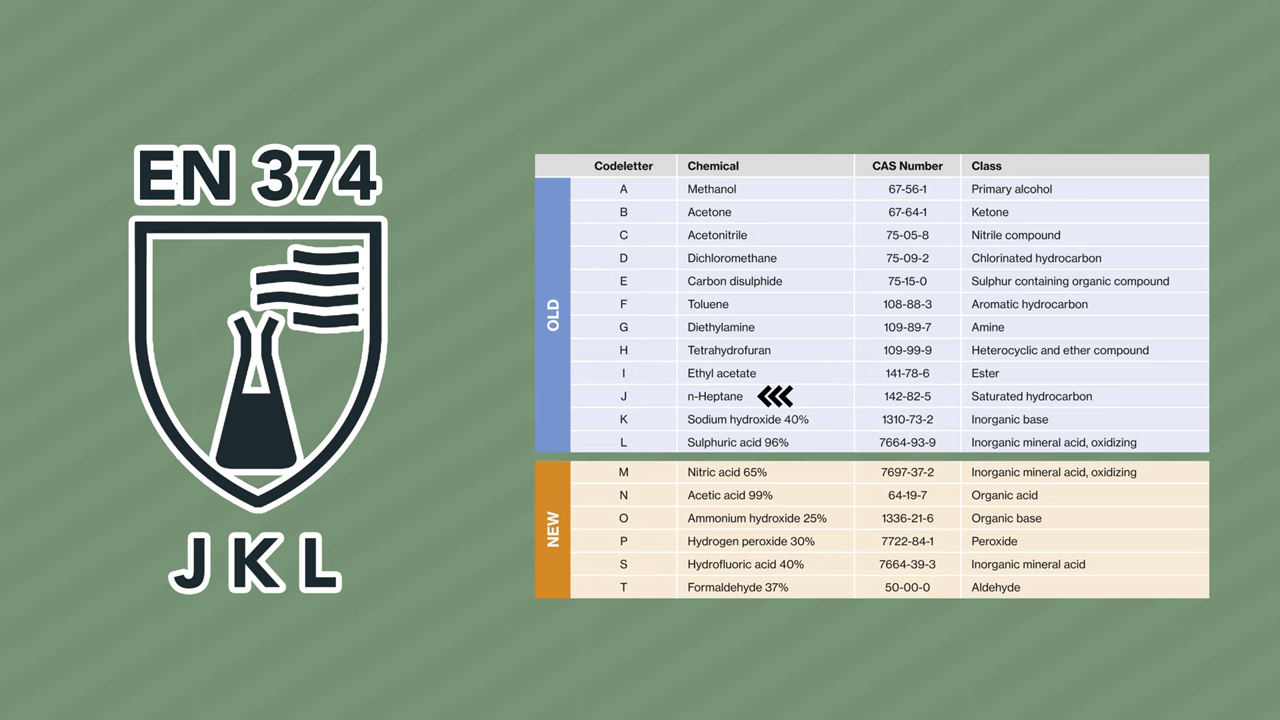 EN 374
J K L
Codeletter Chemical CAS Number Class
OLD
A Methanol 67-56-1 Primary alcohol
B Acetone 67-64-1 Ketone
C Acetonitrile 75-05-8 Nitrile compound
D Dichloromethane 75-09-2 Chlorinated hydrocarbon
E Carbon disulphide 75-15-0 Sulphur containing organic compound
F Toluene 108-88-3 Aromatic hydrocarbon
G Diethylamine 109-89-7 Amine
H Tetrahydrofuran 109-99-9 Heterocyclic and ether compound
I Ethyl acetate 141-78-6 Ester
J n-Heptane 142-82-5 Saturated hydrocarbon
K Sodium hydroxide 40% 1310-73-2 Inorganic base
L Sulphuric acid 96% 7664-93-9 Inorganic mineral acid, oxidizing
NEW
M Nitric acid 65% 7697-37-2 Inorganic mineral acid, oxidizing
N Acetic acid 99% 64-19-7 Organic acid
O Ammonium hydroxide 25% 1336-21-6 Organic base
P Hydrogen peroxide 30% 7722-84-1 Peroxide
S Hydrofluoric acid 40% 7664-39-3 Inorganic mineral acid
T Formaldehyde 37% 50-00-0 Aldehyde